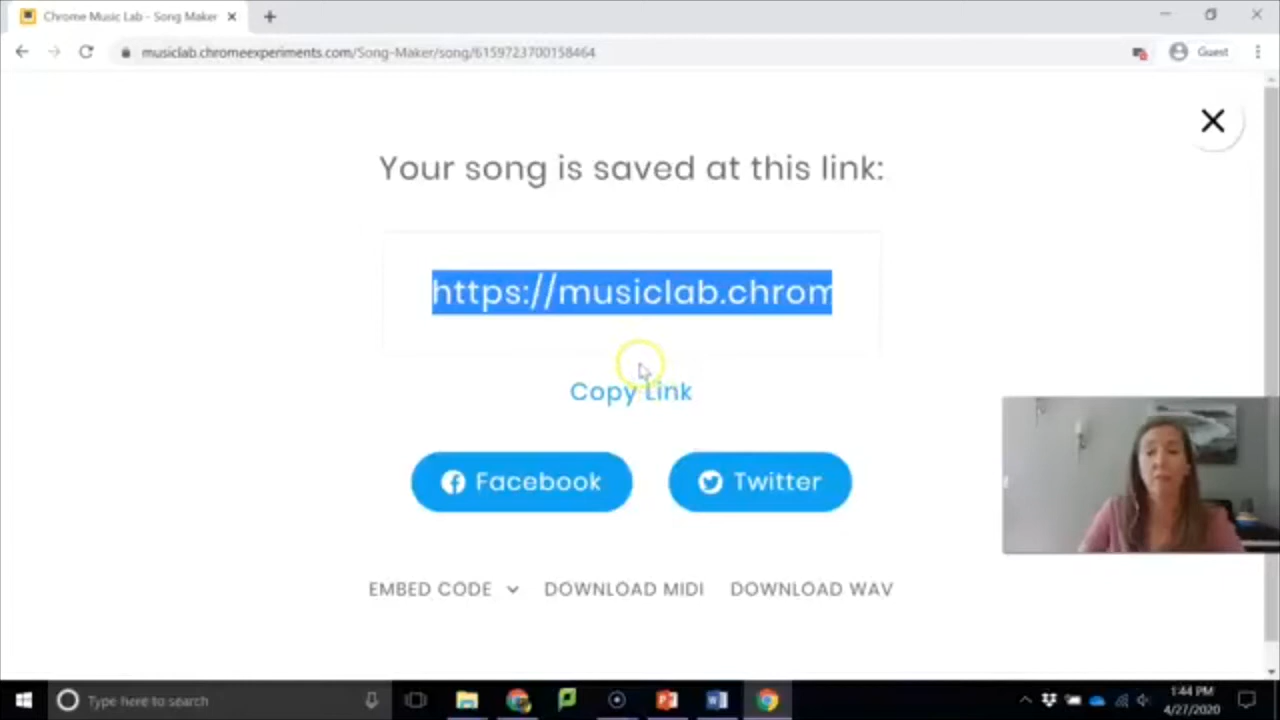 Chrome Music Lab - Song Maker
musiclab.chromeexperiments.com/Song-Maker/song/6159723700158464
Guest
Your song is saved at this link:
https://musiclab.chrom
Copy Link
Facebook
Twitter
EMBED CODE
DOWNLOAD MIDI
DOWNLOAD WAV
Type here to search
1:44 PM
4/27/2020